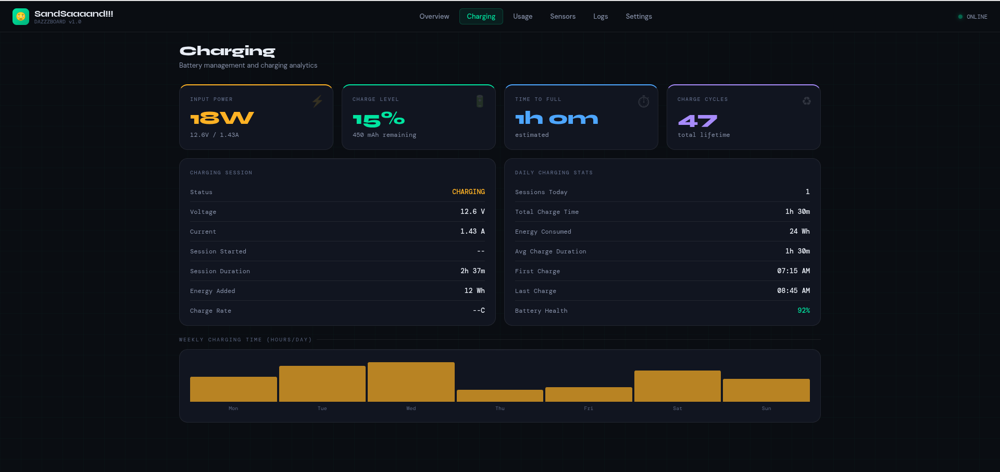 SandSaaaand!!!
DAZZZBOARD v1.0
Overview
Charging
Usage
Sensors
Logs
Settings
ONLINE
Charging
Battery management and charging analytics
INPUT POWER
18W
12.6V / 1.43A
CHARGE LEVEL
15%
450 mAh remaining
TIME TO FULL
1h 0m
estimated
CHARGE CYCLES
47
total lifetime
CHARGING SESSION
Status CHARGING
Voltage 12.6 V
Current 1.43 A
Session Started --
Session Duration 2h 37m
Energy Added 12 Wh
Charge Rate --C
DAILY CHARGING STATS
Sessions Today 1
Total Charge Time 1h 30m
Energy Consumed 24 Wh
Avg Charge Duration 1h 30m
First Charge 07:15 AM
Last Charge 08:45 AM
Battery Health 92%
WEEKLY CHARGING TIME (HOURS/DAY)
Mon Tue Wed Thu Fri Sat Sun